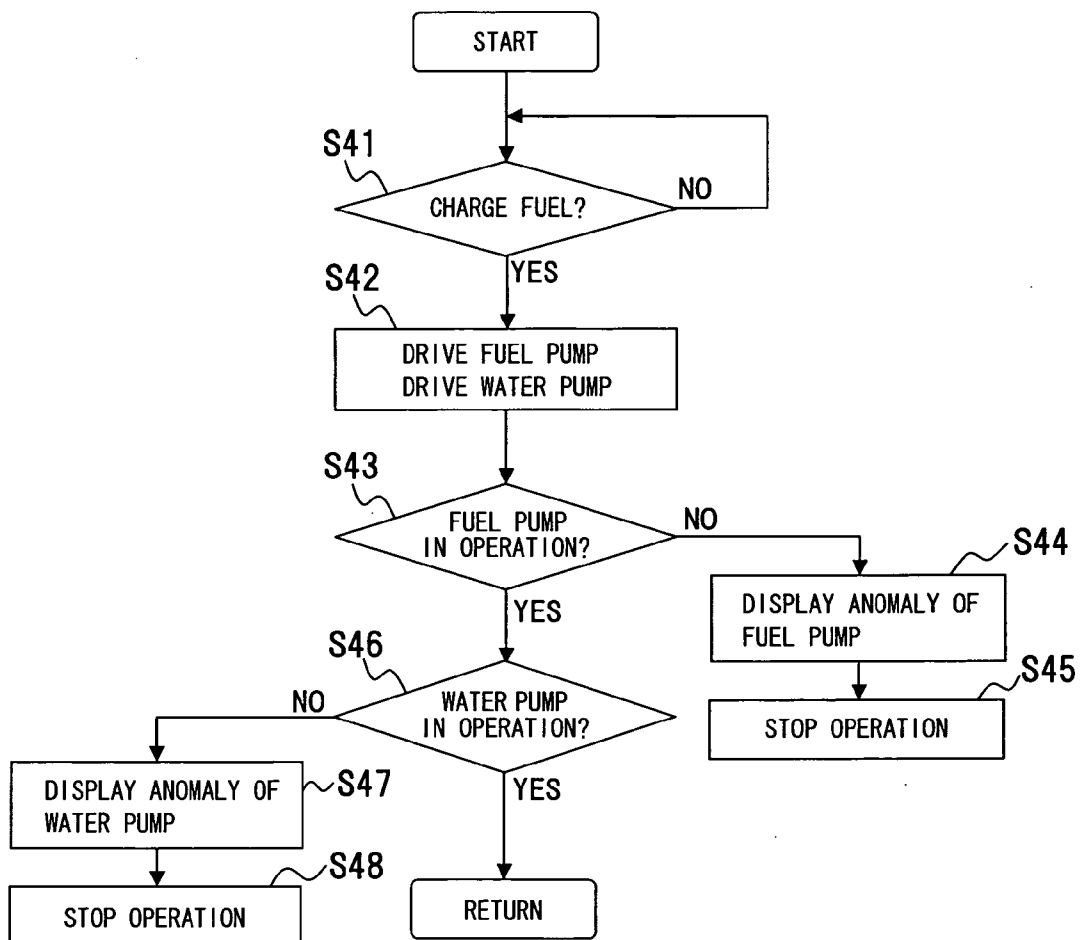 START
S41
CHARGE FUEL?
NO
YES
S42
DRIVE FUEL PUMP
DRIVE WATER PUMP
S43
FUEL PUMP
IN OPERATION?
NO
S44
DISPLAY ANOMALY OF
FUEL PUMP
YES
S45
STOP OPERATION
S46
WATER PUMP
IN OPERATION?
NO
S47
DISPLAY ANOMALY OF
WATER PUMP
YES
S48
STOP OPERATION
RETURN